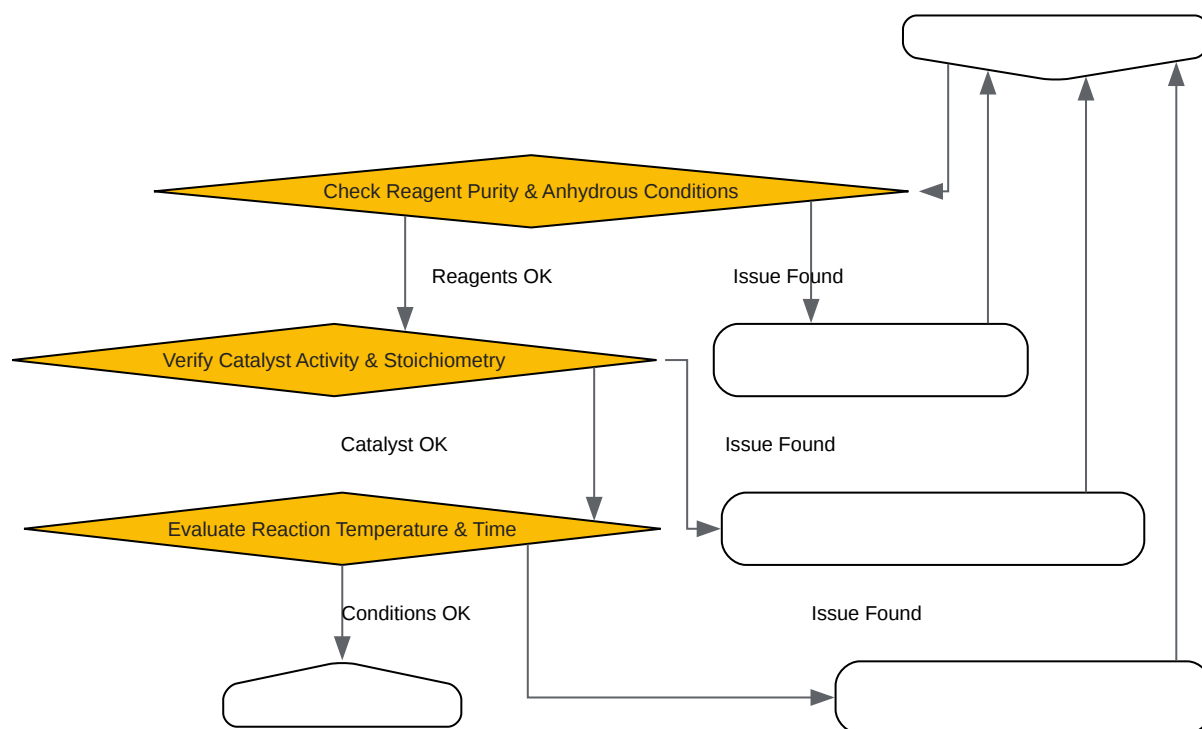 Check Reagent Purity & Anhydrous Conditions
Reagents OK
Issue Found
Verify Catalyst Activity & Stoichiometry
Catalyst OK
Issue Found
Evaluate Reaction Temperature & Time
Conditions OK
Issue Found